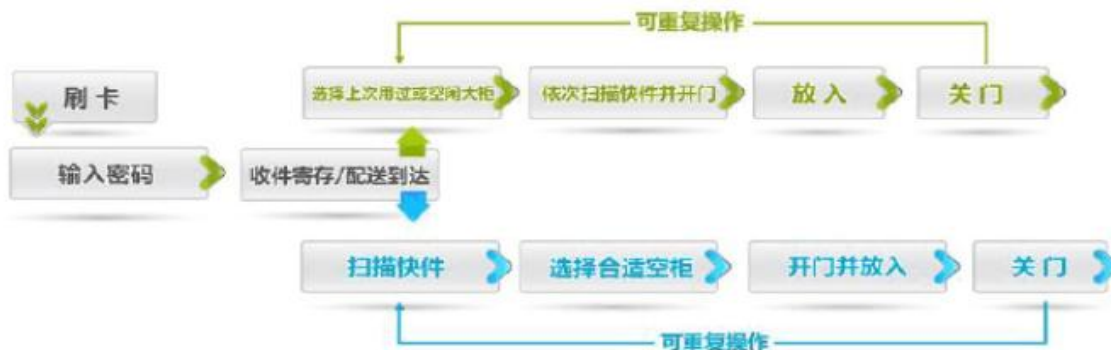 可重复操作
刷卡
选择上次用过或空闲大柜
依次扫描快件并开门
放入
关门
输入密码
收件寄存/配送到达
扫描快件
选择合适空柜
开门并放入
关门
可重复操作